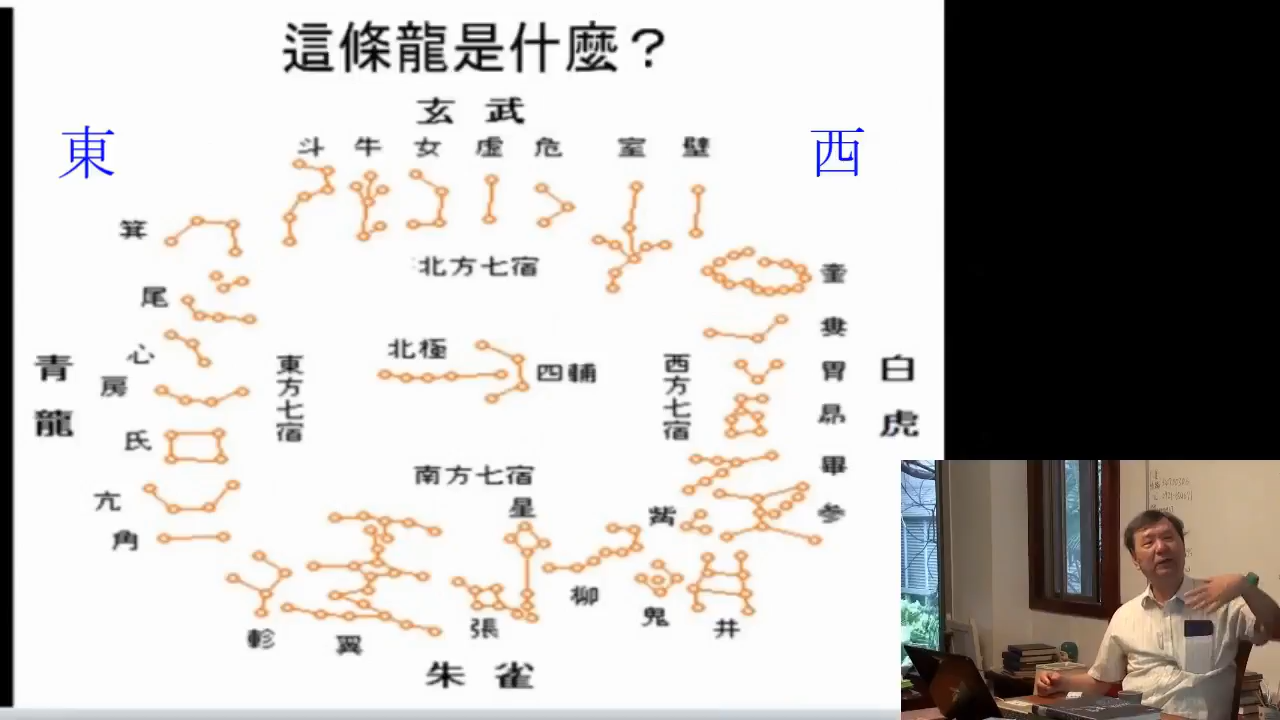 這條龍是什麼？
玄武
東
西
斗 牛 女 虛 危 室 壁
箕
北方七宿
奎
尾
婁
心
北極
四輔
青龍
房
東方七宿
西方七宿
胃
白虎
昴
氐
畢
南方七宿
亢
星
觜
参
角
柳
軫
翼
張
鬼
井
朱雀